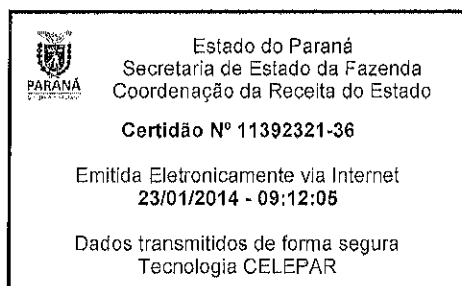 Estado do Paraná
Secretaria de Estado da Fazenda
PARANÁ
Coordenação da Receita do Estado
Certidão Nº 11392321-36
Emitida Eletronicamente via Internet
23/01/2014 - 09:12:05
Dados transmitidos de forma segura
Tecnologia CELEPAR